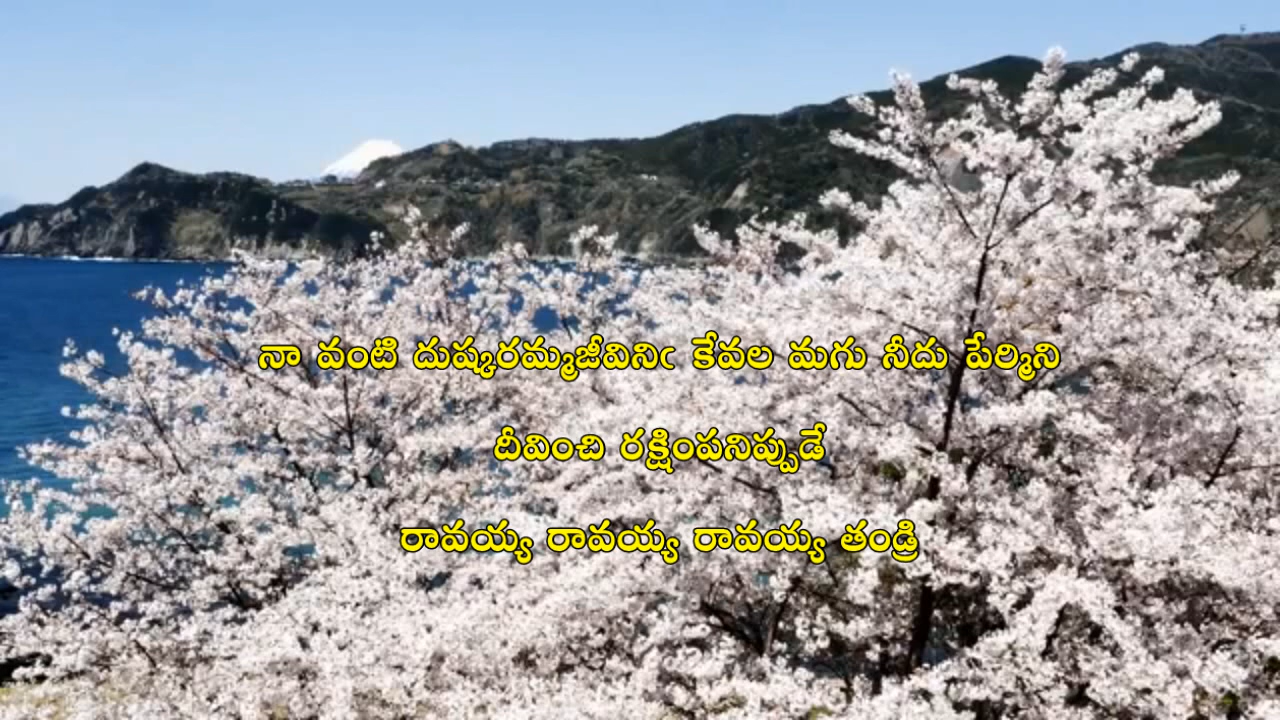 నా వంటి దుష్కరమ్మజీవినిఁ కేవల మగు నీదు పేర్మిని
దీవించి రక్షింపనిప్పుడే
రావయ్య రావయ్య రావయ్య తండ్రి